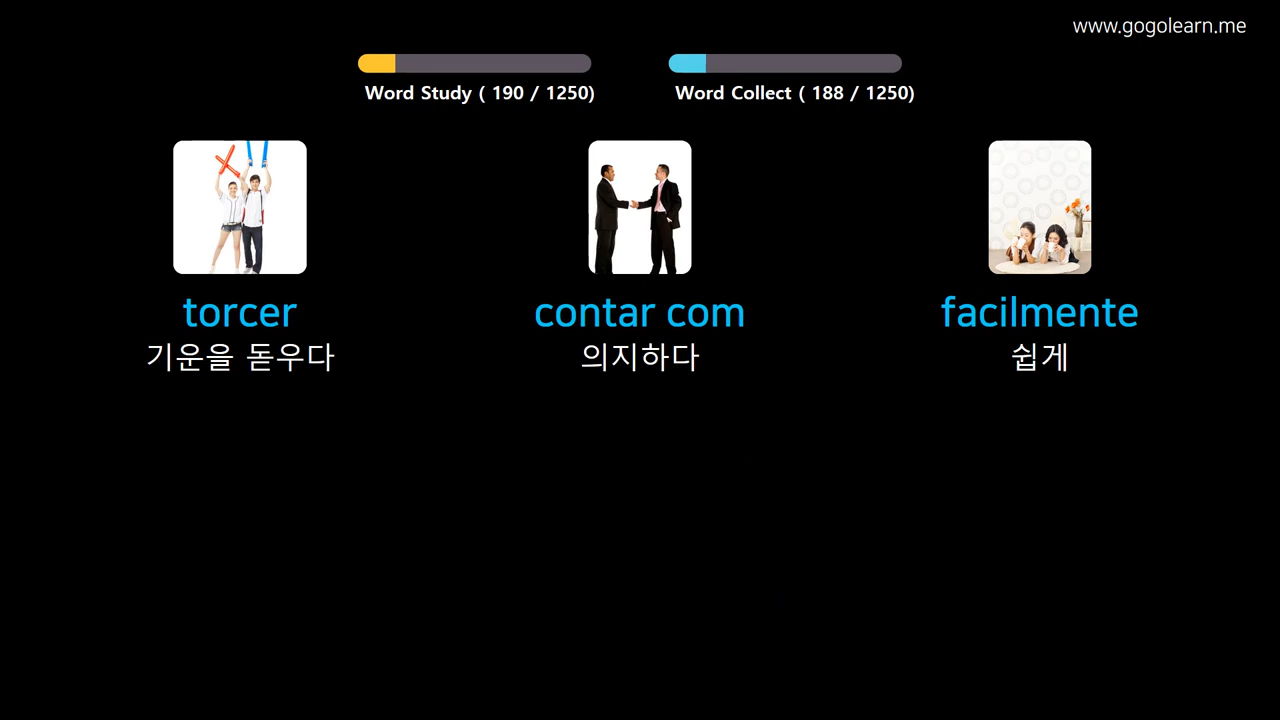 www.gogolearn.me
Word Study ( 190 / 1250)
Word Collect ( 188 / 1250)
torcer
기운을 돋우다
contar com
의지하다
facilmente
쉽게